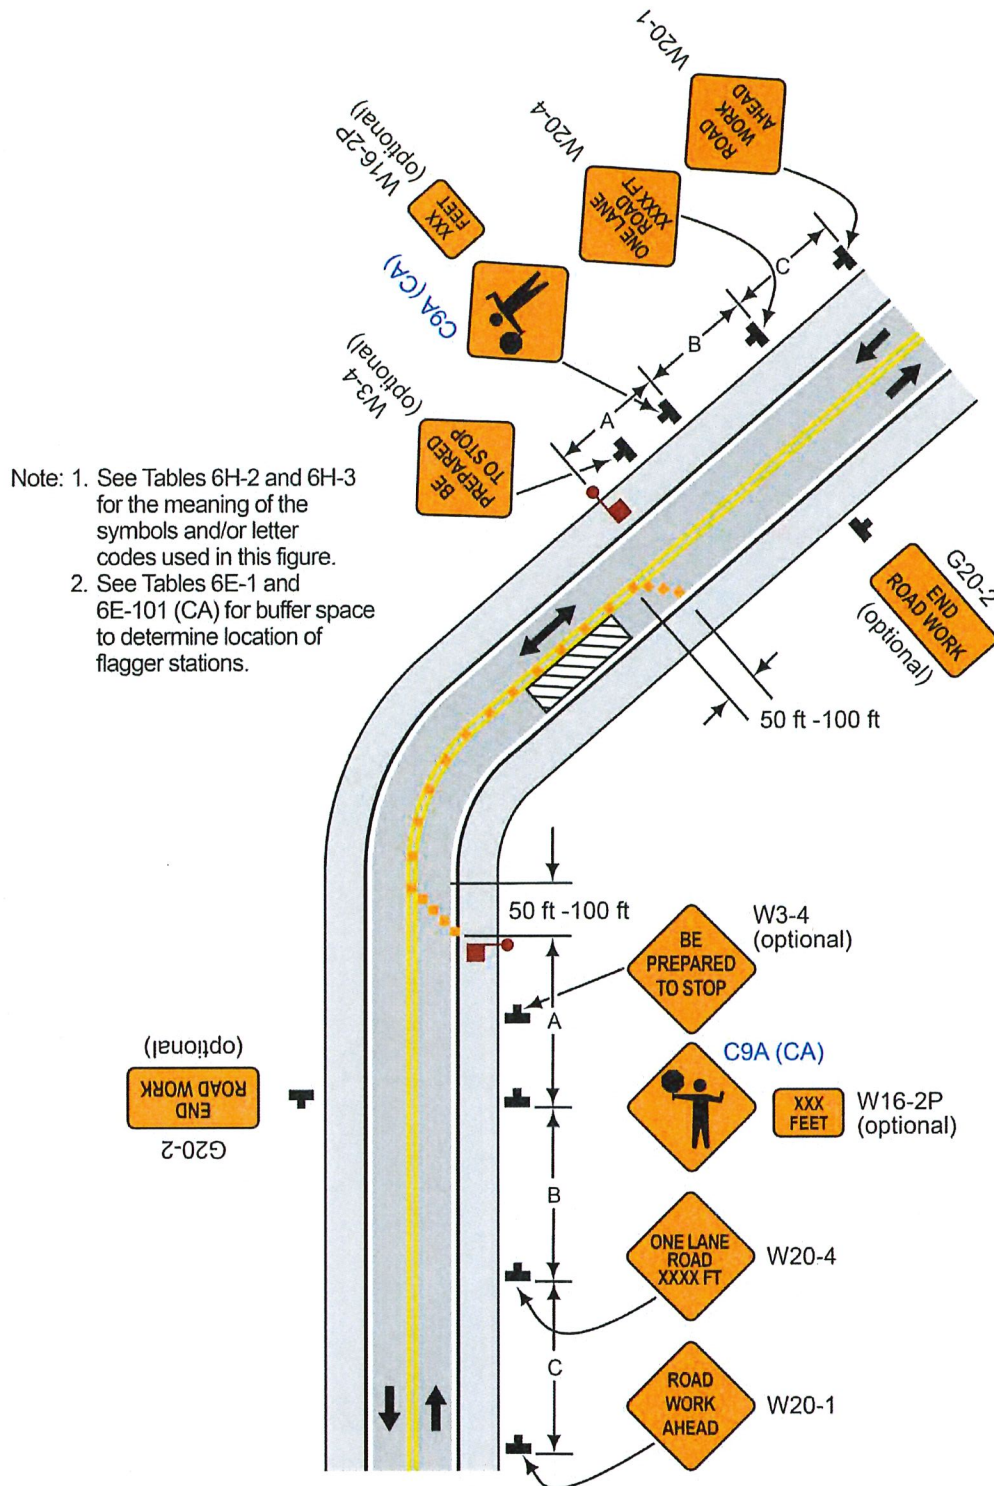 W20-1
ROAD
WORK
AHEAD
W20-4
ONE LANE
ROAD
XXXX FT
W16-2P
(optional)
XXX
FEET
C9A (CA)
W3-4
(optional)
BE
PREPARED
TO STOP
A
B
C
Note: 1. See Tables 6H-2 and 6H-3
for the meaning of the
symbols and/or letter
codes used in this figure.
2. See Tables 6E-1 and
6E-101 (CA) for buffer space
to determine location of
flagger stations.
G20-2
END
ROAD WORK
(optional)
50 ft -100 ft
50 ft -100 ft
W3-4
(optional)
BE
PREPARED
TO STOP
A
C9A (CA)
XXX
FEET
W16-2P
(optional)
G20-2
END
ROAD WORK
(optional)
B
ONE LANE
ROAD
XXXX FT
W20-4
C
ROAD
WORK
AHEAD
W20-1